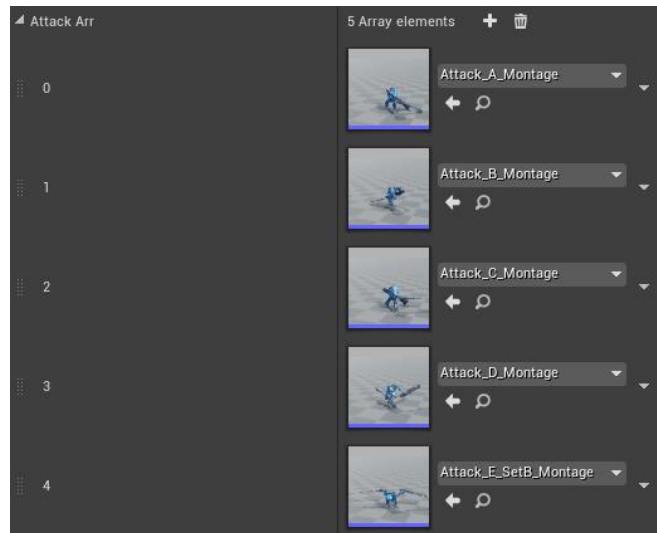 Attack Arr 5 Array elements
0 Attack_A_Montage
1 Attack_B_Montage
2 Attack_C_Montage
3 Attack_D_Montage
4 Attack_E_SetB_Montage